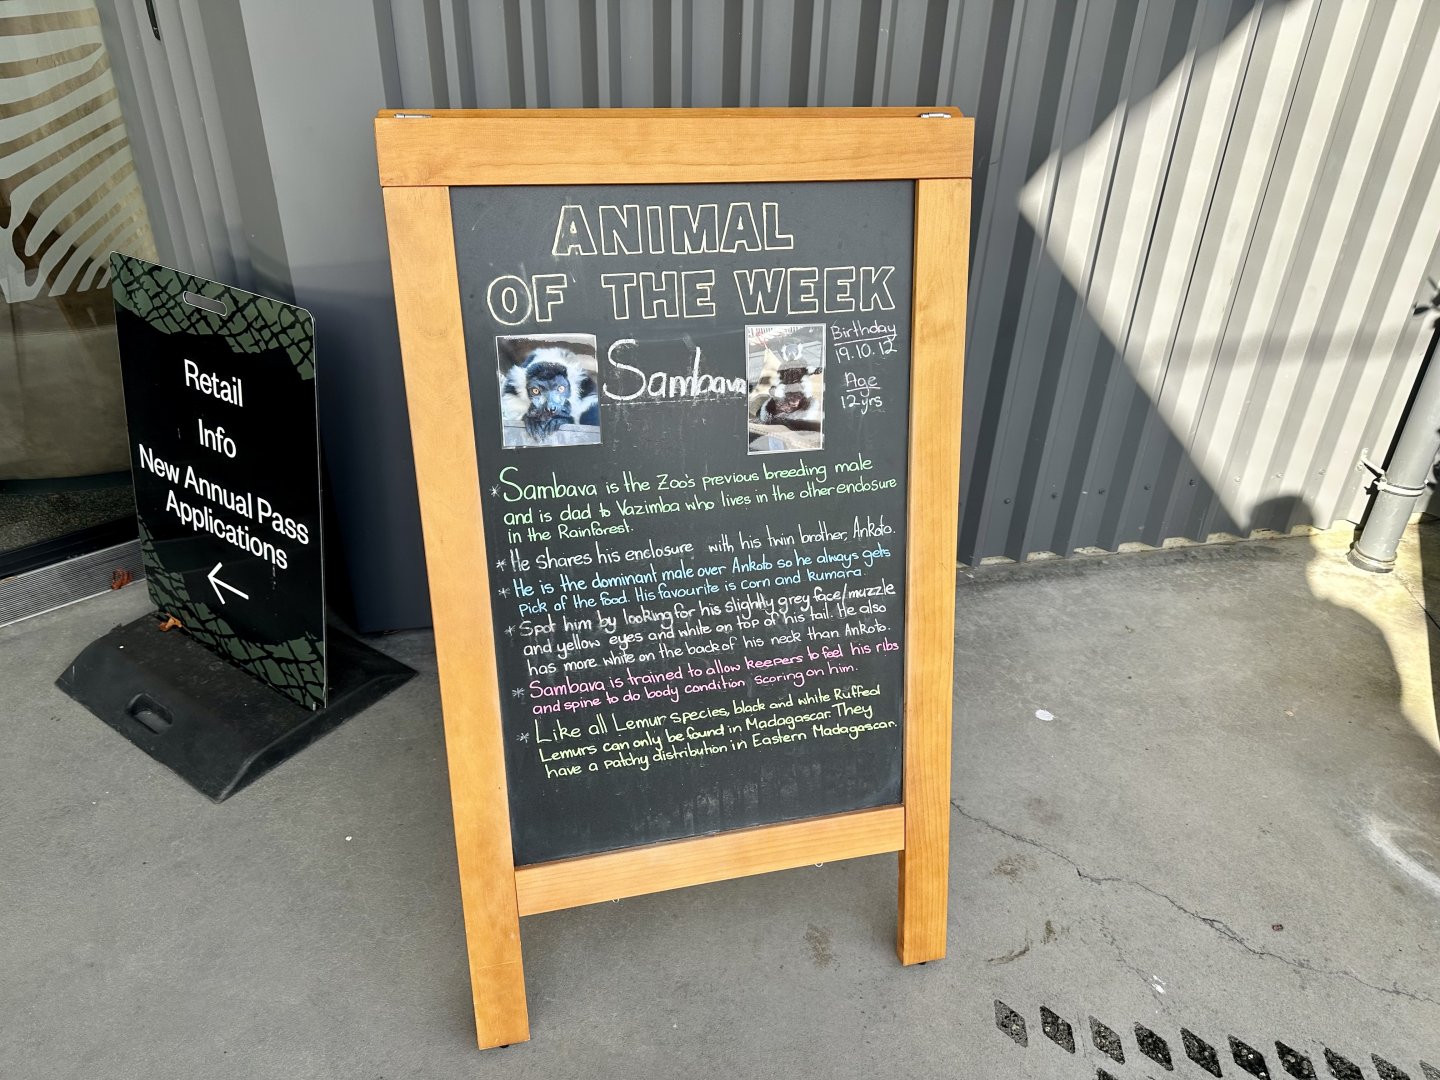 Retail
Info
New Annual Pass
Applications
ANIMAL
OF THE WEEK
Sambava
Birthday
19.10.12
Age
12yrs
* Sambava is the Zoo's previous breeding male
and is dad to Vazimba who lives in the other enclosure
in the Rainforest.
* He shares his enclosure with his twin brother, Ankoto.
* He is the dominant male over Ankoto so he always gets
pick of the food. His favourite is corn and kumara.
* Spot him by looking for his slightly grey face/muzzle
and yellow eyes and white on top of his tail. He also
has more white on the back of his neck than Ankoto.
* Sambava is trained to allow keepers to feel his ribs
and spine to do body condition scoring on him.
* Like all Lemur species, black and white Ruffed
Lemurs can only be found in Madagascar. They
have a patchy distribution in Eastern Madagascar.